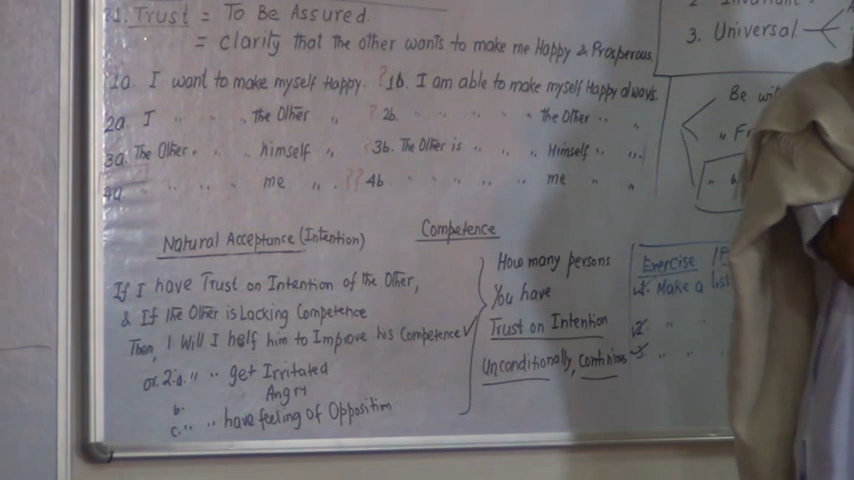 1. Trust = To Be Assured
= clarity that the other wants to make me Happy & Prosperous.
1a. I want to make myself Happy. ? 1b. I am able to make myself Happy always.
2a. I " " " the Other " ? 2b. " " " " " the Other " "
3a. The Other " " " himself " ? 3b. The Other is " " " Himself " "
4a " " " " me " " ?? 4b " " " " " me " "
Natural Acceptance (Intention)
Competence
If I have Trust on Intention of the Other,
& If the Other is Lacking Competence
Then, 1. Will I helf him to Improve his Competence ✓
or 2. a. " " get Irritated
b. Angry
c. " " have feeling of Opposition
How many persons
You have
Trust on Intention
Unconditionally, Continious
2.
3. Universal
Be
" Fr
"
Exercise
✓1. Make a list
✓2. " "
✓3. " "